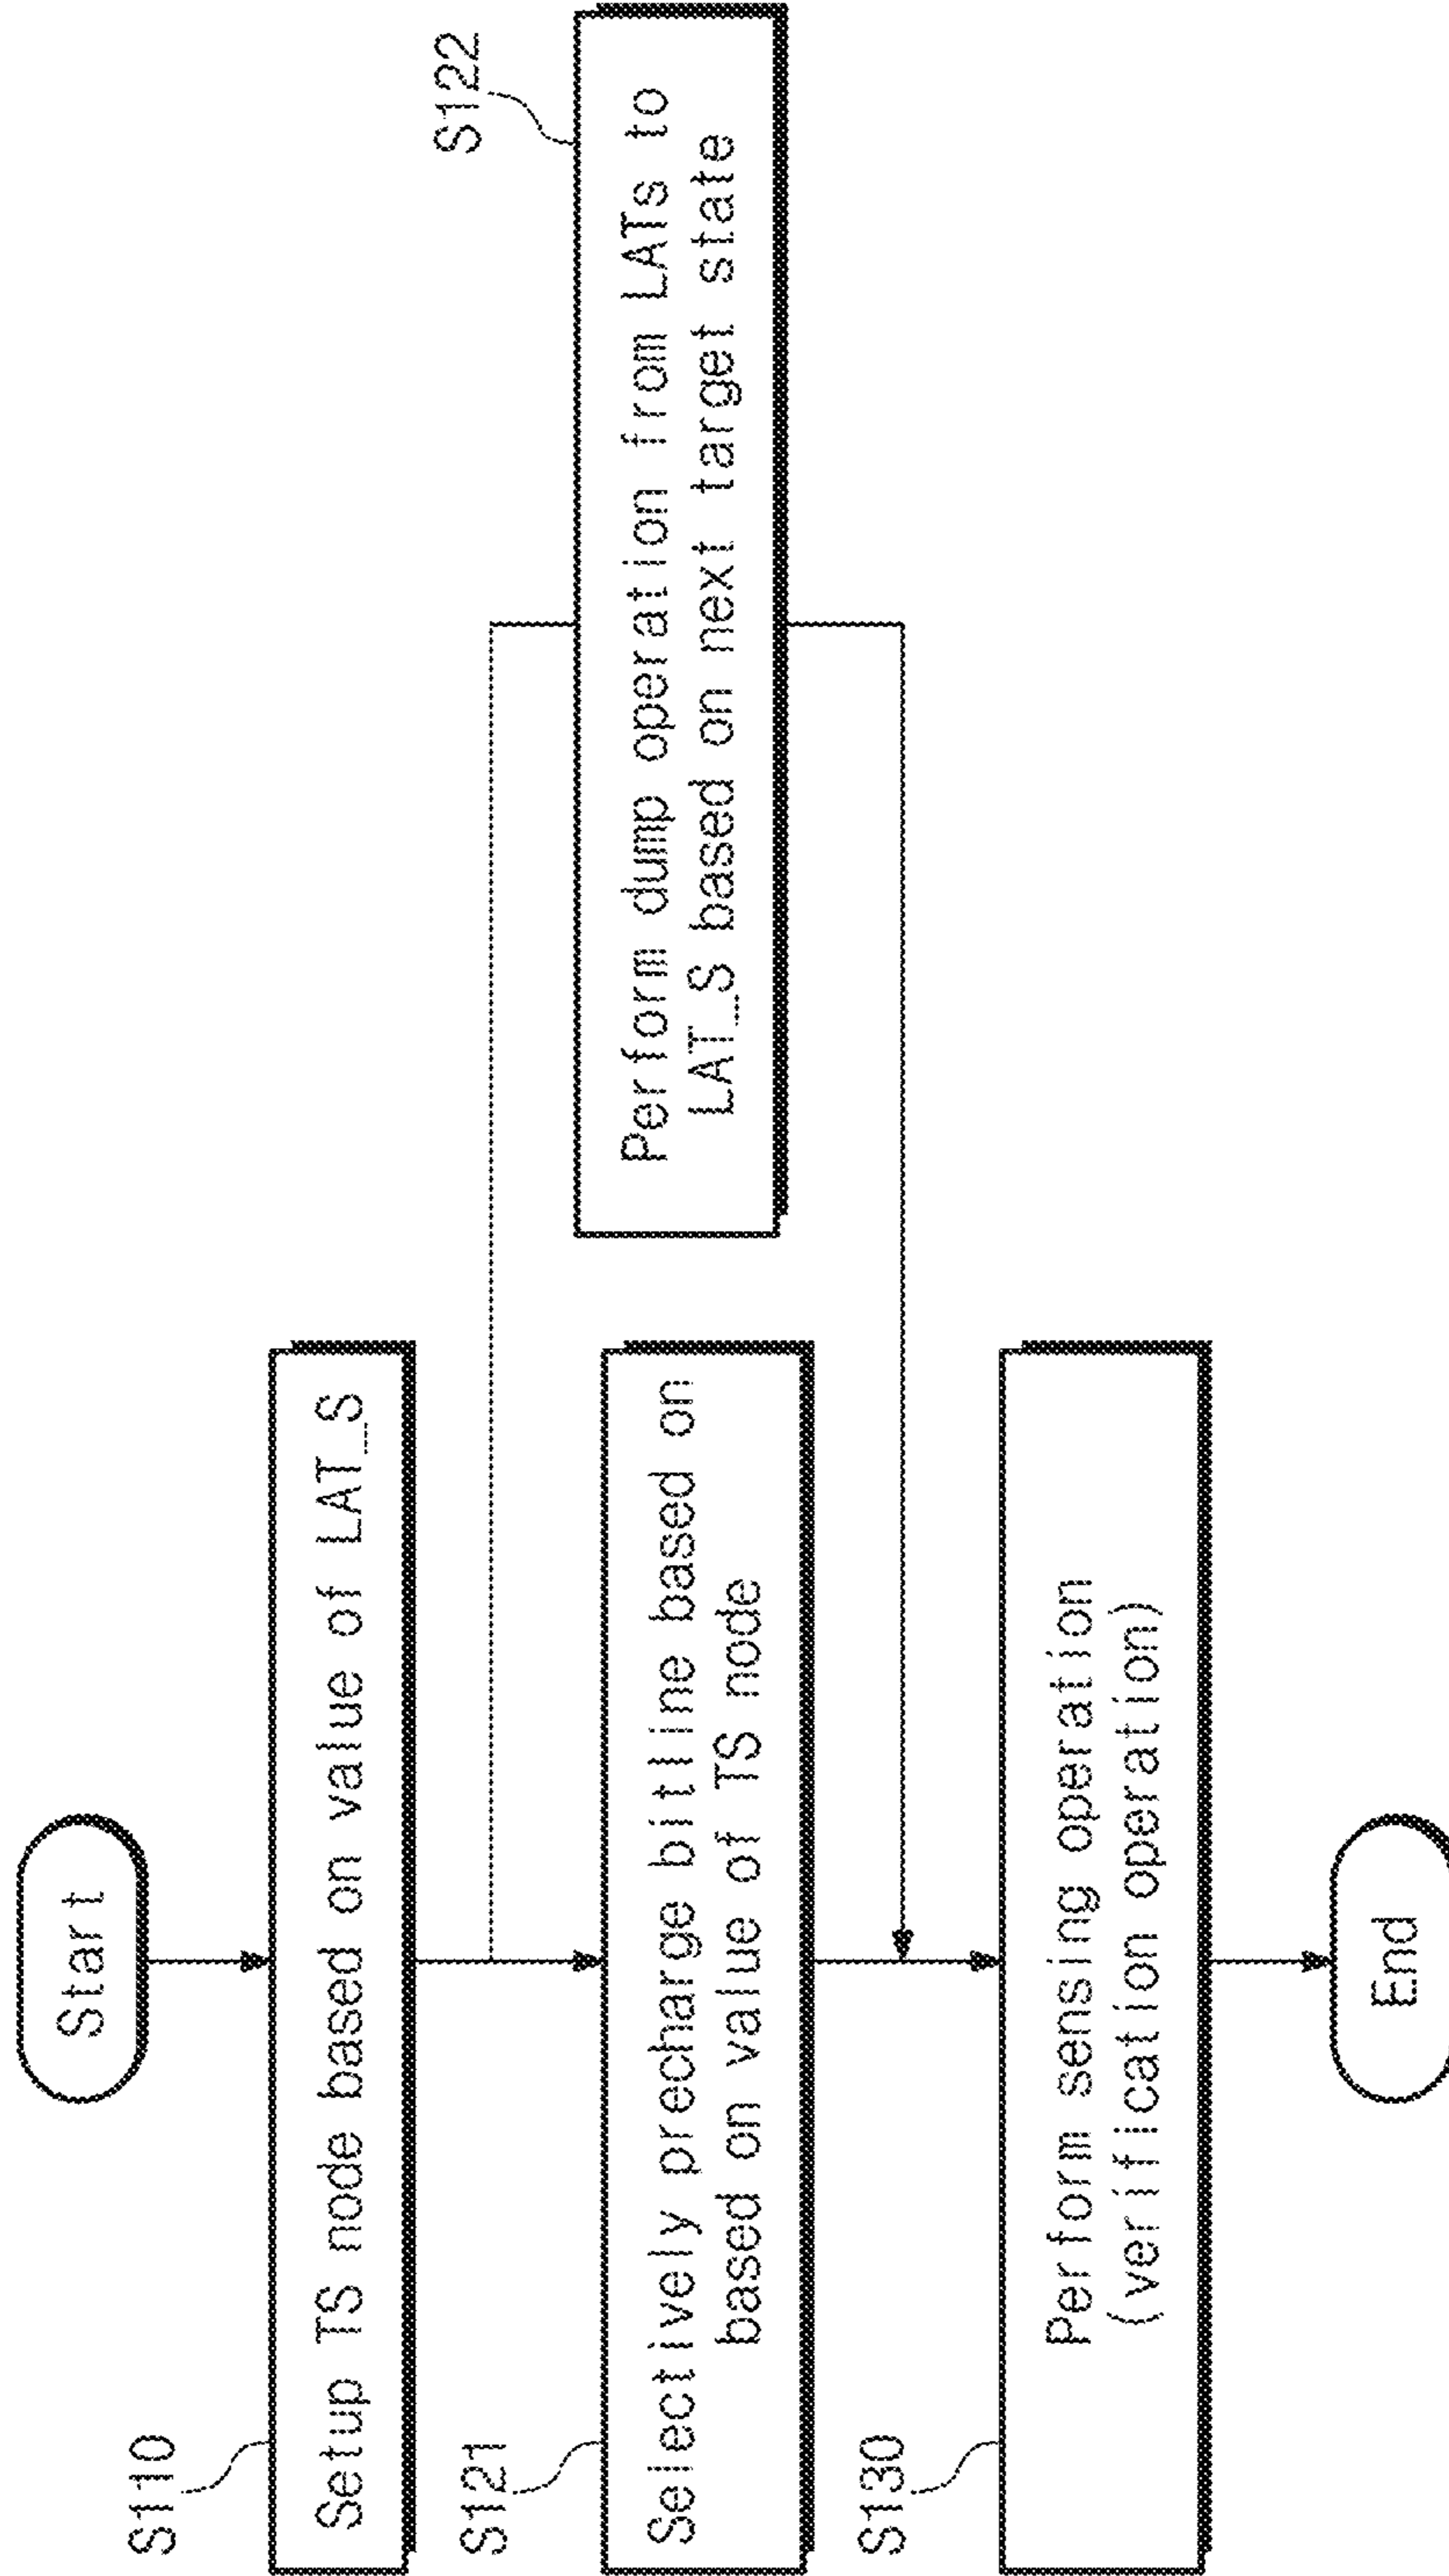 Start
S110
Setup TS node based on value of LAT_S
S121
Selectively precharge bitline based on
based on value of TS node
S122
Perform dump operation from LATs to
LAT_S based on next target state
S130
Perform sensing operation
(verification operation)
End